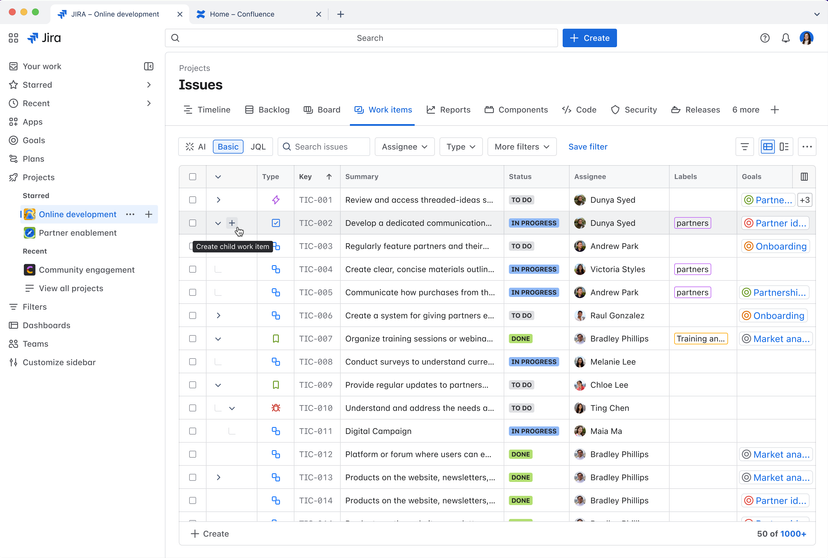 JIRA – Online development
Home – Confluence
Jira
Search
Create
Your work
Starred
Recent
Apps
Goals
Plans
Projects
Starred
Online development
Partner enablement
Recent
Community engagement
View all projects
Filters
Dashboards
Teams
Customize sidebar
Projects
Issues
Timeline Backlog Board Work items Reports Components Code Security Releases 6 more
AI Basic JQL Search issues Assignee Type More filters Save filter
Type Key Summary Status Assignee Labels Goals
TIC-001 Review and access threaded-ideas s... TO DO Dunya Syed Partne... +3
TIC-002 Develop a dedicated communication... IN PROGRESS Dunya Syed partners Partner id...
Create child work item
TIC-003 Regularly feature partners and their... TO DO Andrew Park Onboarding
TIC-004 Create clear, concise materials outlin... IN PROGRESS Victoria Styles partners
TIC-005 Communicate how purchases from th... IN PROGRESS Andrew Park partners Partnershi...
TIC-006 Create a system for giving partners e... TO DO Raul Gonzalez Onboarding
TIC-007 Organize training sessions or webina... DONE Bradley Phillips Training an... Market ana...
TIC-008 Conduct surveys to understand curre... IN PROGRESS Melanie Lee
TIC-009 Provide regular updates to partners... TO DO Chloe Lee
TIC-010 Understand and address the needs a... TO DO Ting Chen
TIC-011 Digital Campaign IN PROGRESS Maia Ma
TIC-012 Platform or forum where users can e... DONE Bradley Phillips Market ana...
TIC-013 Products on the website, newsletters,... DONE Bradley Phillips Market ana...
TIC-014 Products on the website, newsletters,... DONE Bradley Phillips Partner id...
Create
50 of 1000+